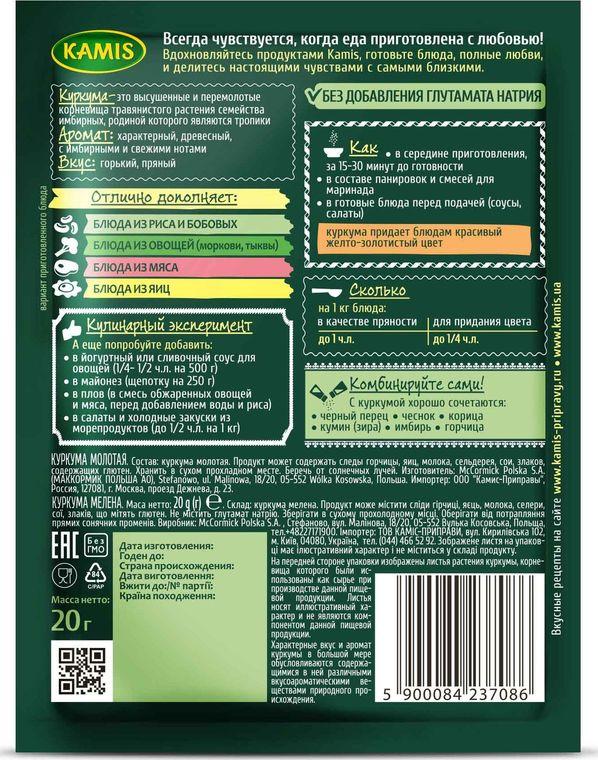 KAMIS
Всегда чувствуется, когда еда приготовлена с любовью!
Вдохновляйтесь продуктами Kamis, готовьте блюда, полные любви,
и делитесь настоящими чувствами с самыми близкими.
Куркума-это высушенные и перемолотые
корневища травянистого растения семейства
имбирных, родиной которого являются тропики
Аромат: характерный, древесный,
с имбирными и свежими нотами
Вкус: горький, пряный
вариант приготовленного блюда
Отлично дополняет:
БЛЮДА ИЗ РИСА И БОБОВЫХ
БЛЮДА ИЗ ОВОЩЕЙ (моркови, тыквы)
БЛЮДА ИЗ МЯСА
БЛЮДА ИЗ ЯИЦ
БЕЗ ДОБАВЛЕНИЯ ГЛУТАМАТА НАТРИЯ
Как
• в середине приготовления,
за 15-30 минут до готовности
• в составе панировок и смесей для
маринада
• в готовые блюда перед подачей (соусы,
салаты)
куркума придает блюдам красивый
желто-золотистый цвет
Сколько
на 1 кг блюда:
в качестве пряности
для придания цвета
до 1 ч.л.
до 1/4 ч.л.
Кулинарный эксперимент
А еще попробуйте добавить:
• в йогуртный или сливочный соус для
овощей (1/4- 1/2 ч.л. на 500 г)
• в майонез (щепотку на 250 г)
• в плов (в смесь обжаренных овощей
и мяса, перед добавлением воды и риса)
• в салаты и холодные закуски из
морепродуктов (до 1/2 ч.л. на 1 кг)
Комбинируйте сами!
С куркумой хорошо сочетаются:
• черный перец • чеснок • корица
• кумин (зира) • имбирь • горчица
Вкусные рецепты на сайте www.kamis-pripravy.ru • www.kamis.ua
КУРКУМА МОЛОТАЯ. Состав: куркума молотая. Продукт может содержать следы горчицы, яиц, молока, сельдерея, сои, злаков,
содержащих глютен. Хранить в сухом прохладном месте. Беречь от солнечных лучей. Изготовитель: McCormick Polska S.A.
(МАККОРМИК ПОЛЬША АО), Stefanowo, ul. Malinowa, 18/20, 05-552 Wólka Kosowska, Польша. Импортер: ООО "Камис-Приправы",
Россия, 127081, г. Москва, проезд Дежнева, д. 23.
КУРКУМА МЕЛЕНА. Маса нетто: 20 g (г) ℮. Склад: куркума мелена. Продукт може містити сліди гірчиці, яєць, молока, селери,
сої, злаків, що мітять глютен. Не містить глутамат натрію. Зберігати в сухому прохолодному місці. Зберігати від потрапляння
прямих сонячних променів. Виробник: McCormick Polska S.A., Стефаново, вул. Малинова, 18/20, 05-552 Вулька Косовська, Польща,
тел.+48227171900. Імпортер: ТОВ КАМІС-ПРИПРАВИ, вул. Кирилівська 102,
м. Київ, 04080, Україна, тел. (044) 466 52 92. Зображення листя на упаков-
ці має ілюстративний характер і не міститься у складі продукту.
EAC
Без
ГМО
84
C/PAP
Масса нетто:
20 г
Дата изготовления:
Годен до:
Страна происхождения:
Дата виготовлення:
Вжити до:/№ партії:
Країна походження:
На передней стороне упаковки изображены листья растения куркумы, корне-
вища которого были ис-
пользованы как сырье при
производстве данной пище-
вой продукции. Листья
носят иллюстративный харак-
тер и не являются ком-
понентом данной пищевой
продукции.
Характерные вкус и аромат
куркумы в большой мере
обусловливаются содержащи-
мися в ней различными
вкусоароматическими ве-
ществами природного про-
исхождения.
5 900084 237086